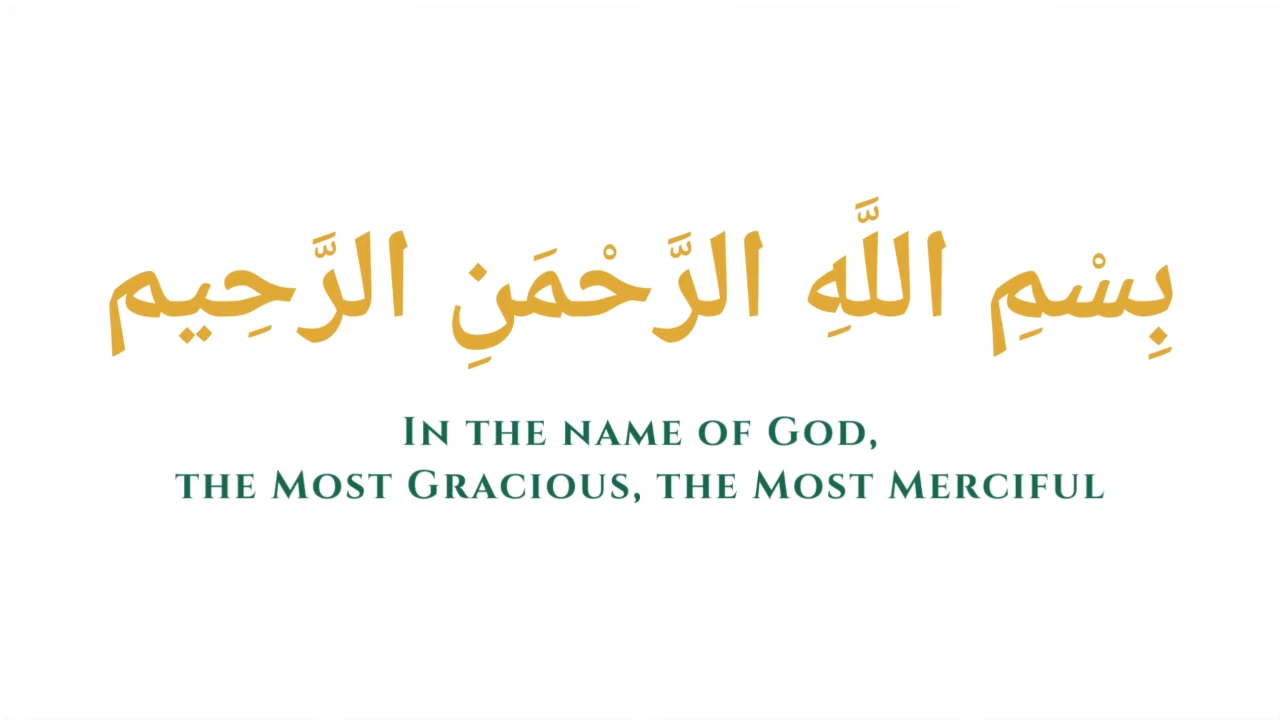 بِسْمِ اللَّهِ الرَّحْمَنِ الرَّحِيم
In the name of God,
the Most Gracious, the Most Merciful